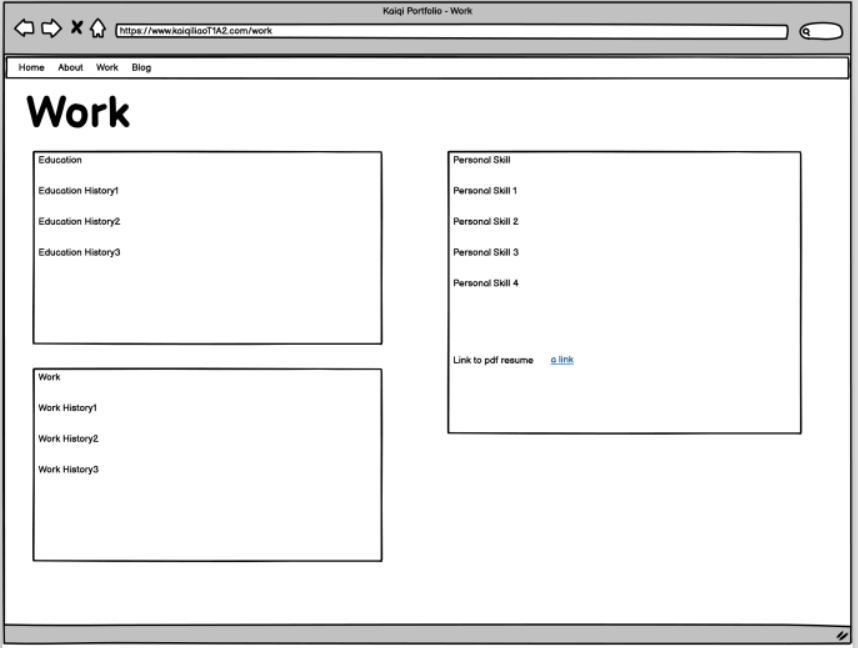 Kaiqi Portfolio - Work
https://www.kaiqiliaoT1A2.com/work
Home About Work Blog
Work
Education
Education History1
Education History2
Education History3
Work
Work History1
Work History2
Work History3
Personal Skill
Personal Skill 1
Personal Skill 2
Personal Skill 3
Personal Skill 4
Link to pdf resume a link